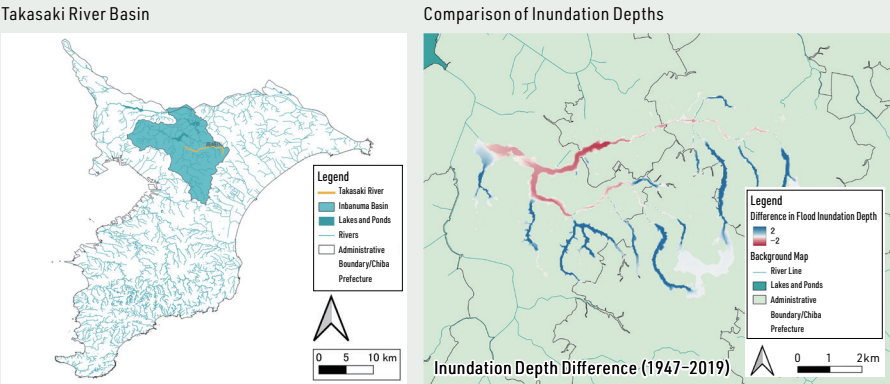 Takasaki River Basin
Legend
Takasaki River
Inbanuma Basin
Lakes and Ponds
Rivers
Administrative
Boundary/Chiba
Prefecture
0 5 10 km
Comparison of Inundation Depths
Legend
Difference in Flood Inundation Depth
2
−2
Background Map
River Line
Lakes and Ponds
Administrative
Boundary/Chiba
Prefecture
0 1 2km
Inundation Depth Difference (1947–2019)